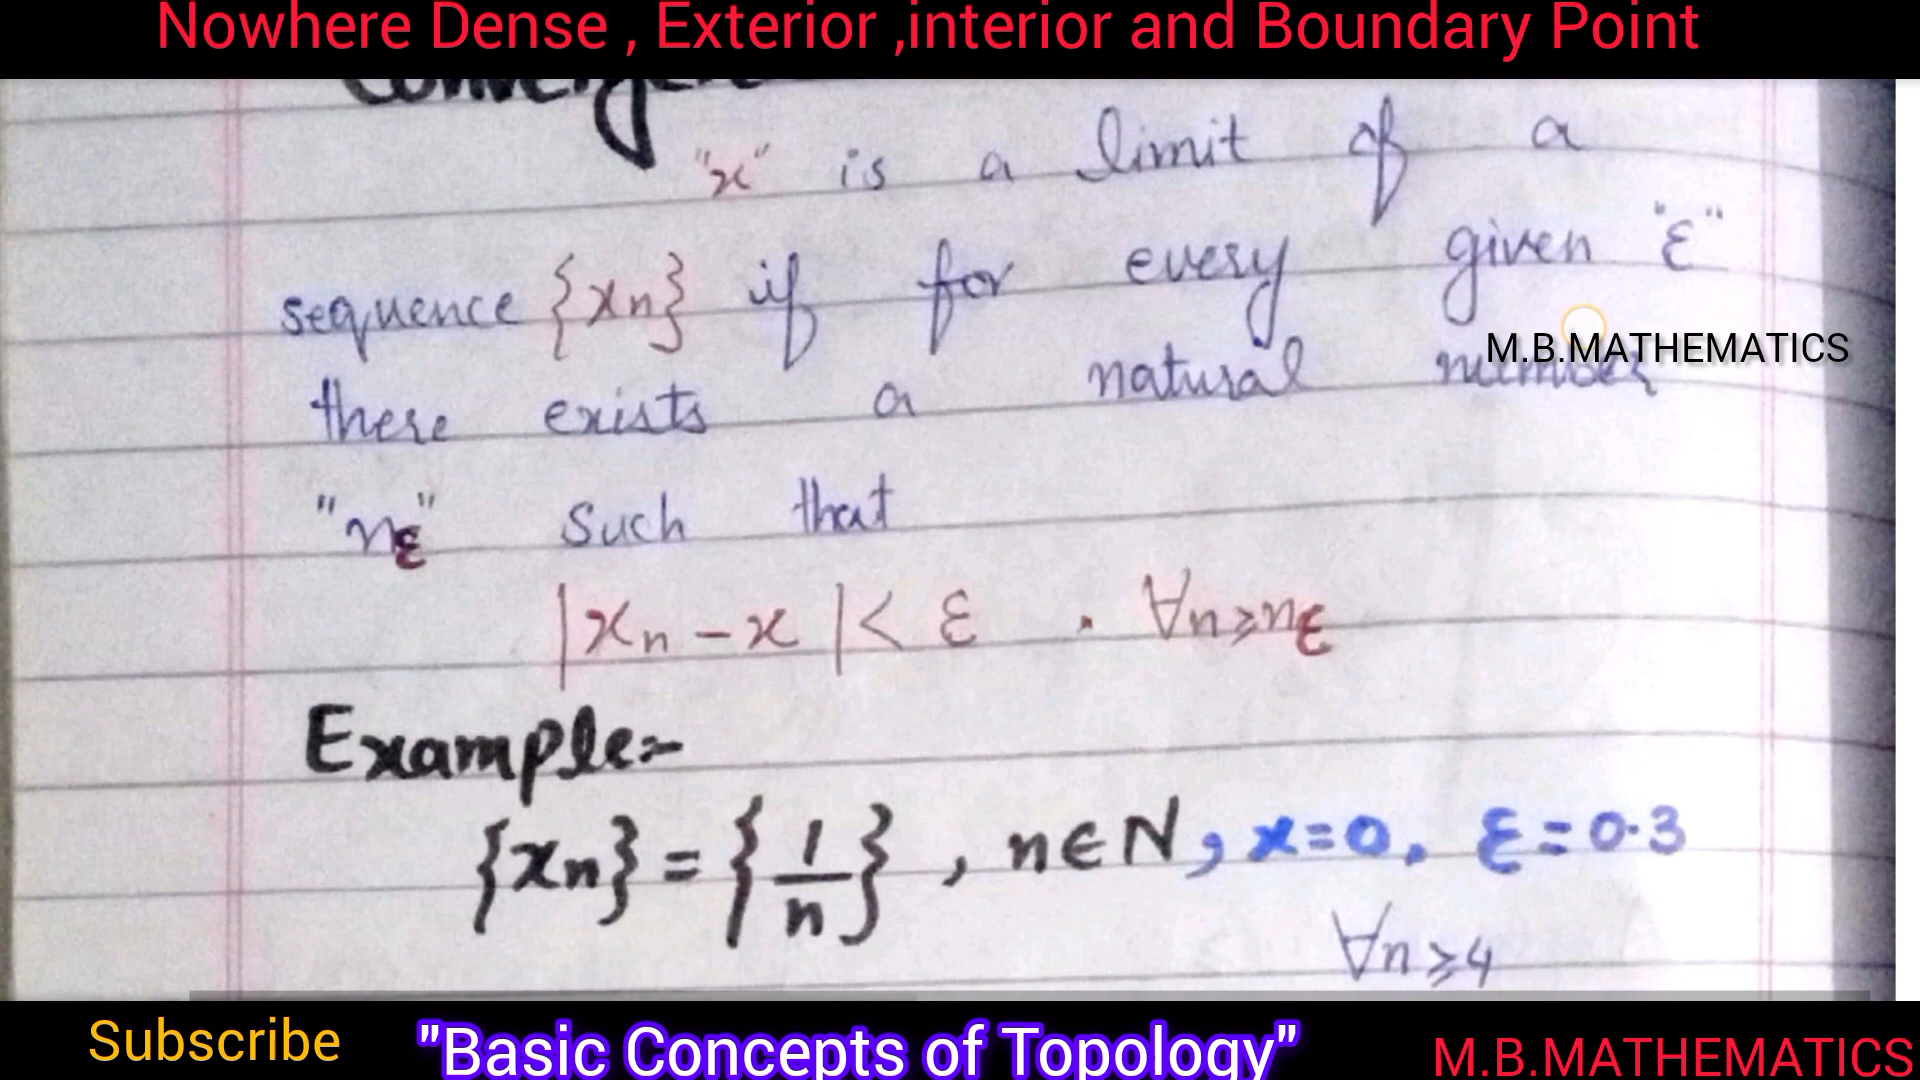 Nowhere Dense , Exterior ,interior and Boundary Point
"x" is a limit of a
sequence {xn} if for every given "ε"
M.B.MATHEMATICS
there exists a natural number
"nε" Such that
|xn - x| < ε . ∀n≥nε
Example:-
{xn} = {1/n} , n∈N, x=0, ε=0.3
∀n≥4
Subscribe "Basic Concepts of Topology" M.B.MATHEMATICS